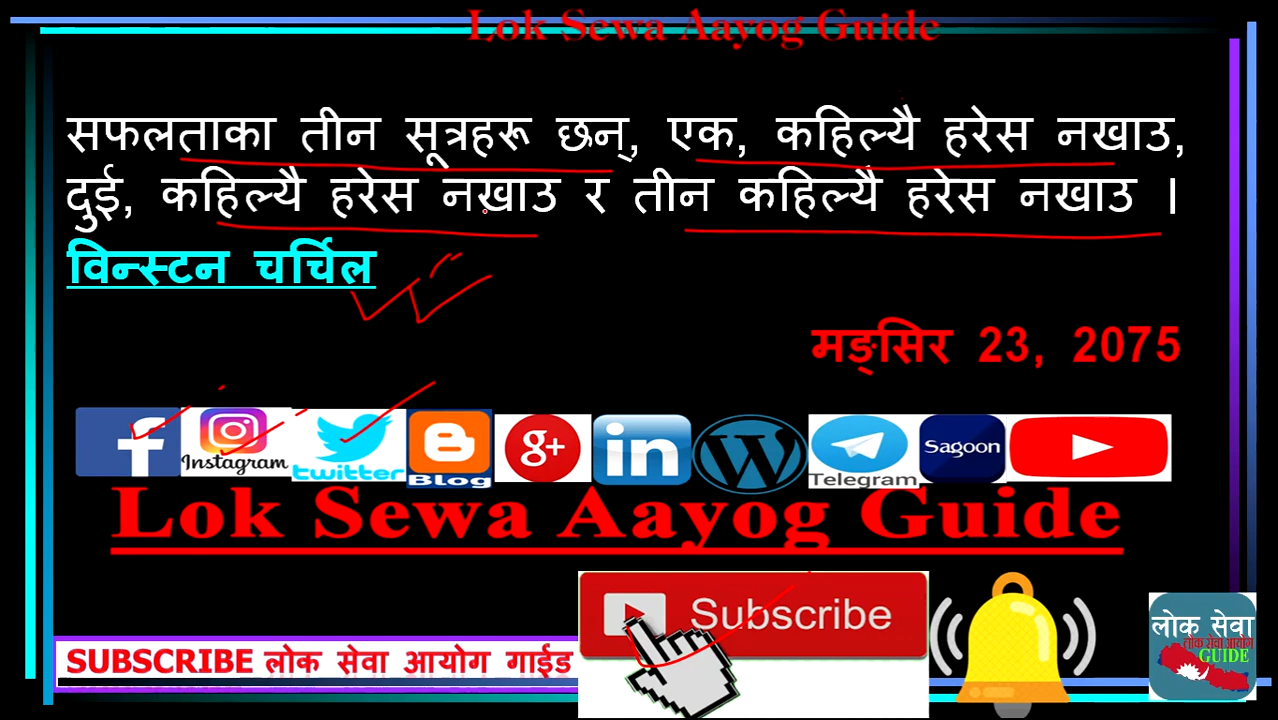 Lok Sewa Aayog Guide
सफलताका तीन सूत्रहरू छन्, एक, कहिल्यै हरेस नखाउ,
दुई, कहिल्यै हरेस नखाउ र तीन कहिल्यै हरेस नखाउ ।
विन्स्टन चर्चिल
मङ्सिर 23, 2075
Instagram twitter Blog g+ in Telegram Sagoon
Lok Sewa Aayog Guide
Subscribe
SUBSCRIBE लोक सेवा आयोग गाईड
लोक सेवा
लोक सेवा आयोग
GUIDE